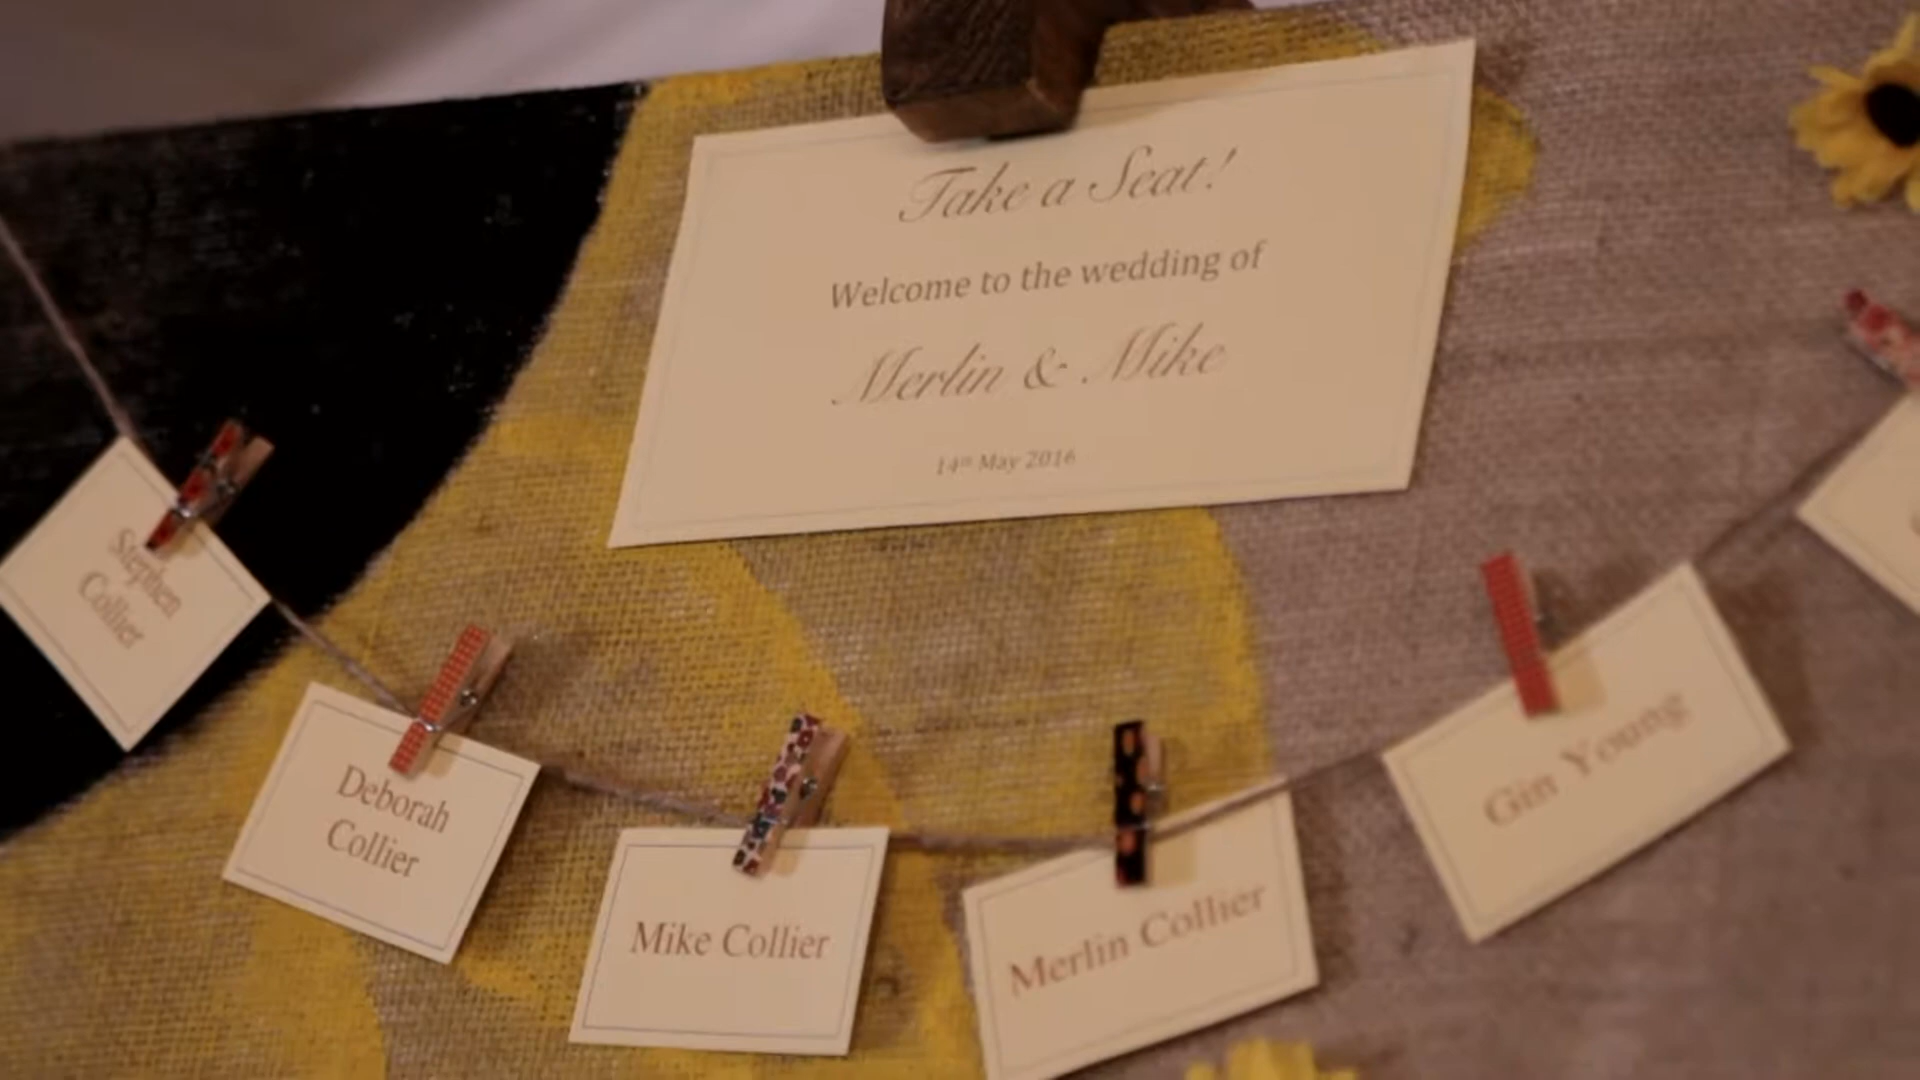 Take a Seat!
Welcome to the wedding of
Merlin & Mike
14th May 2016
Stephen
Collier
Deborah
Collier
Mike Collier
Merlin Collier
Gin Young